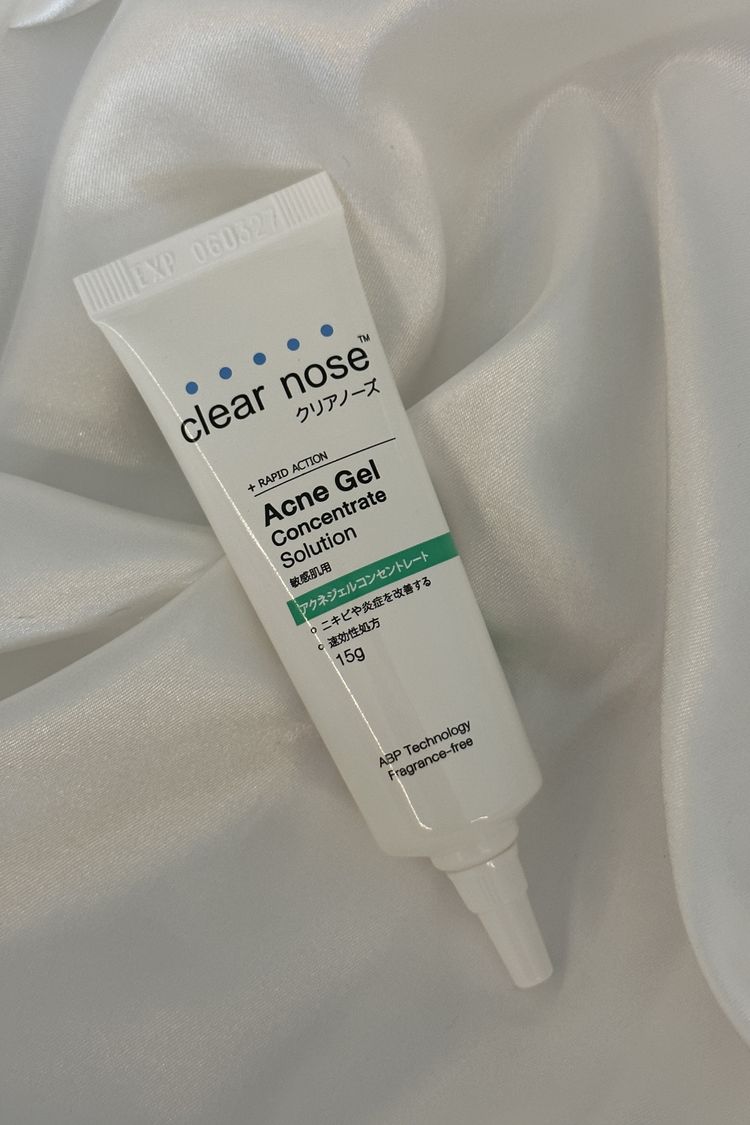 EXP 060327
clear nose™
クリアノーズ
+ RAPID ACTION
Acne Gel
Concentrate
Solution
敏感肌用
アクネジェルコンセントレート
○ ニキビや炎症を改善する
○ 速効性処方
15g
ABP Technology
Fragrance-free